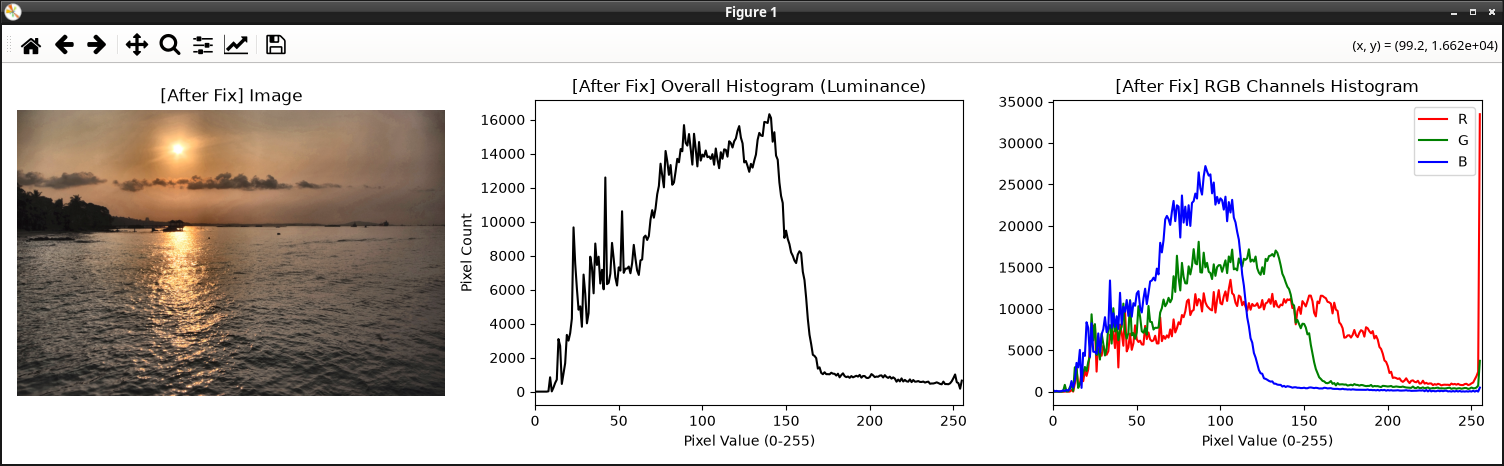 Figure 1
(x, y) = (99.2, 1.662e+04)
[After Fix] Image
[After Fix] Overall Histogram (Luminance)
Pixel Count
16000
14000
12000
10000
8000
6000
4000
2000
0
0 50 100 150 200 250
Pixel Value (0-255)
[After Fix] RGB Channels Histogram
35000
30000
25000
20000
15000
10000
5000
0
R
G
B
0 50 100 150 200 250
Pixel Value (0-255)